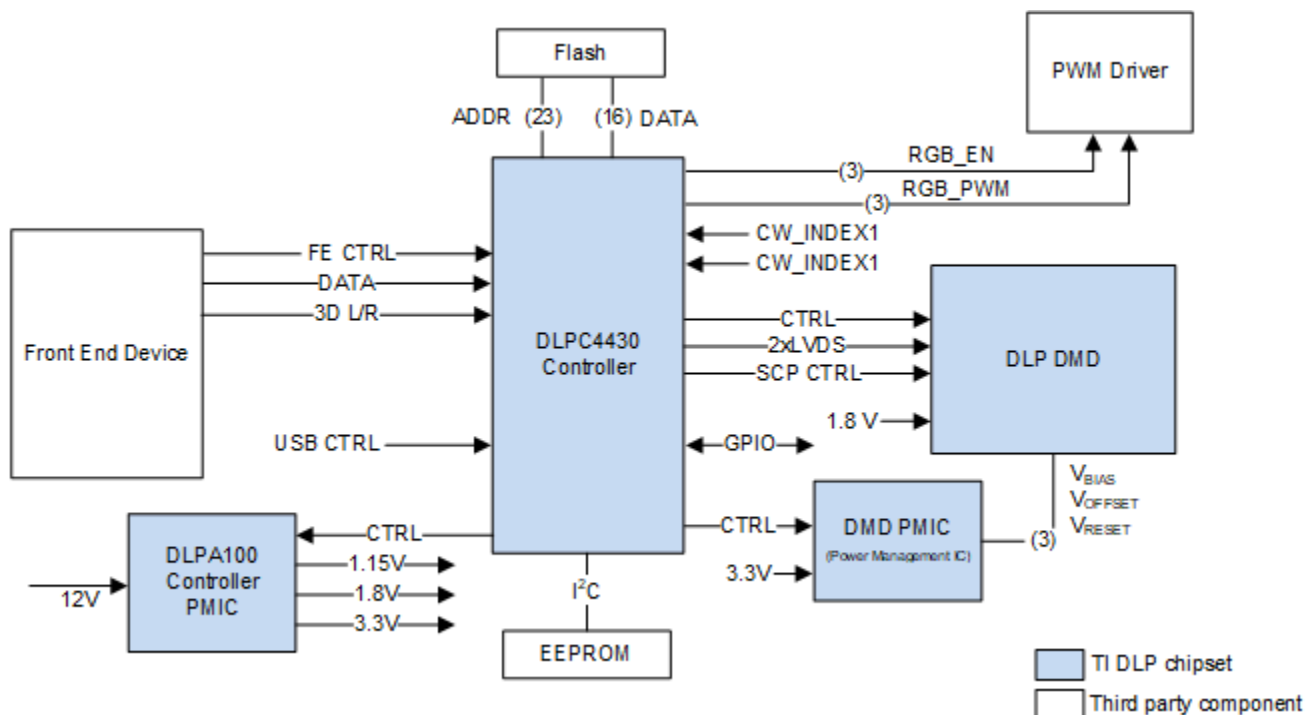 Flash
PWM Driver
ADDR (23)
(16) DATA
RGB_EN
(3)
RGB_PWM
(3)
FE CTRL
DATA
3D L/R
Front End Device
CW_INDEX1
CW_INDEX1
DLPC4430
Controller
CTRL
2xLVDS
SCP CTRL
DLP DMD
1.8 V
USB CTRL
GPIO
VBIAS
VOFFSET
VRESET
(3)
CTRL
DMD PMIC
(Power Management IC)
3.3V
CTRL
DLPA100
Controller
PMIC
12V
1.15V
1.8V
3.3V
I²C
EEPROM
TI DLP chipset
Third party component